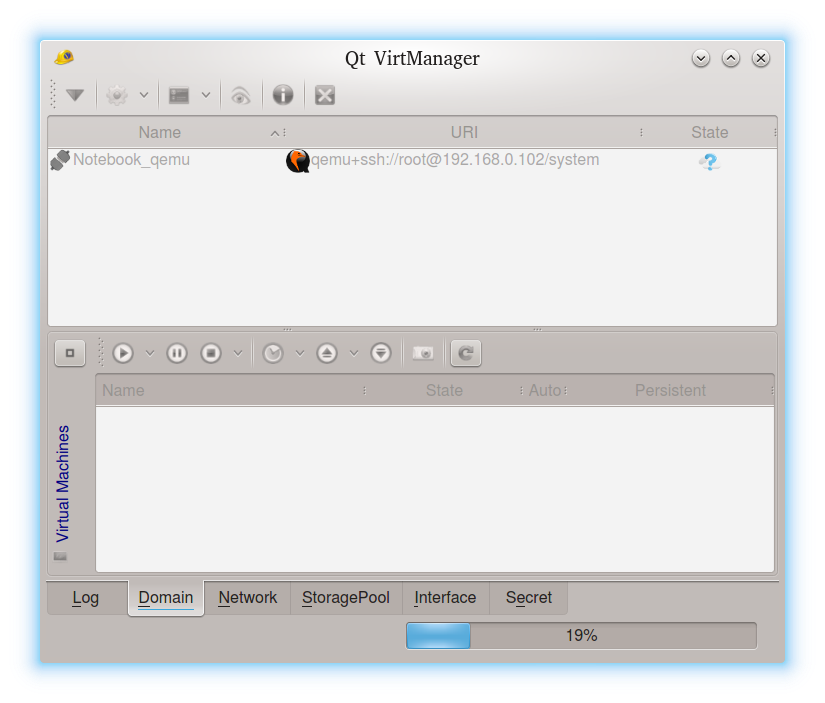 Qt VirtManager
Name URI State
Notebook_qemu qemu+ssh://root@192.168.0.102/system ?
Name State Auto Persistent
Virtual Machines
Log Domain Network StoragePool Interface Secret
19%